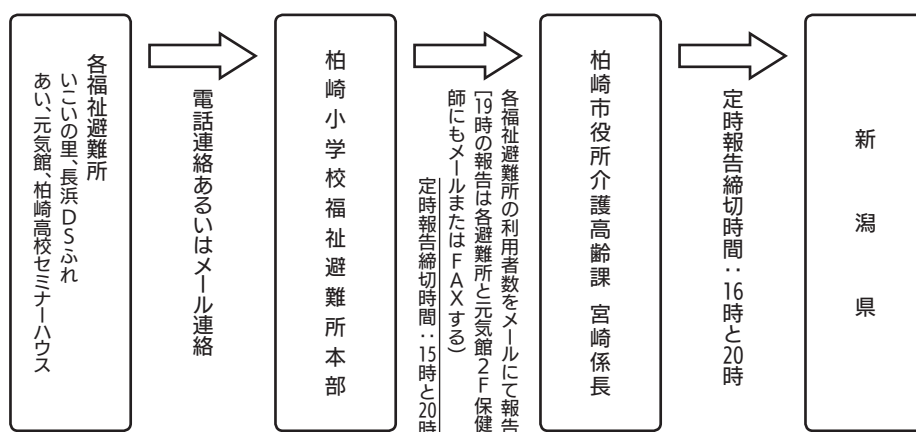 各福祉避難所
いこいの里、長浜DSふれ
あい、元気館、柏崎高校セミナーハウス
電話連絡あるいはメール連絡
柏崎小学校福祉避難所本部
各福祉避難所の利用者数をメールにて報告
［19時の報告は各避難所と元気館2F保健
師にもメールまたはFAXする）
定時報告締切時間：15時と20時
柏崎市役所介護高齢課 宮崎係長
定時報告締切時間：16時と20時
新潟県